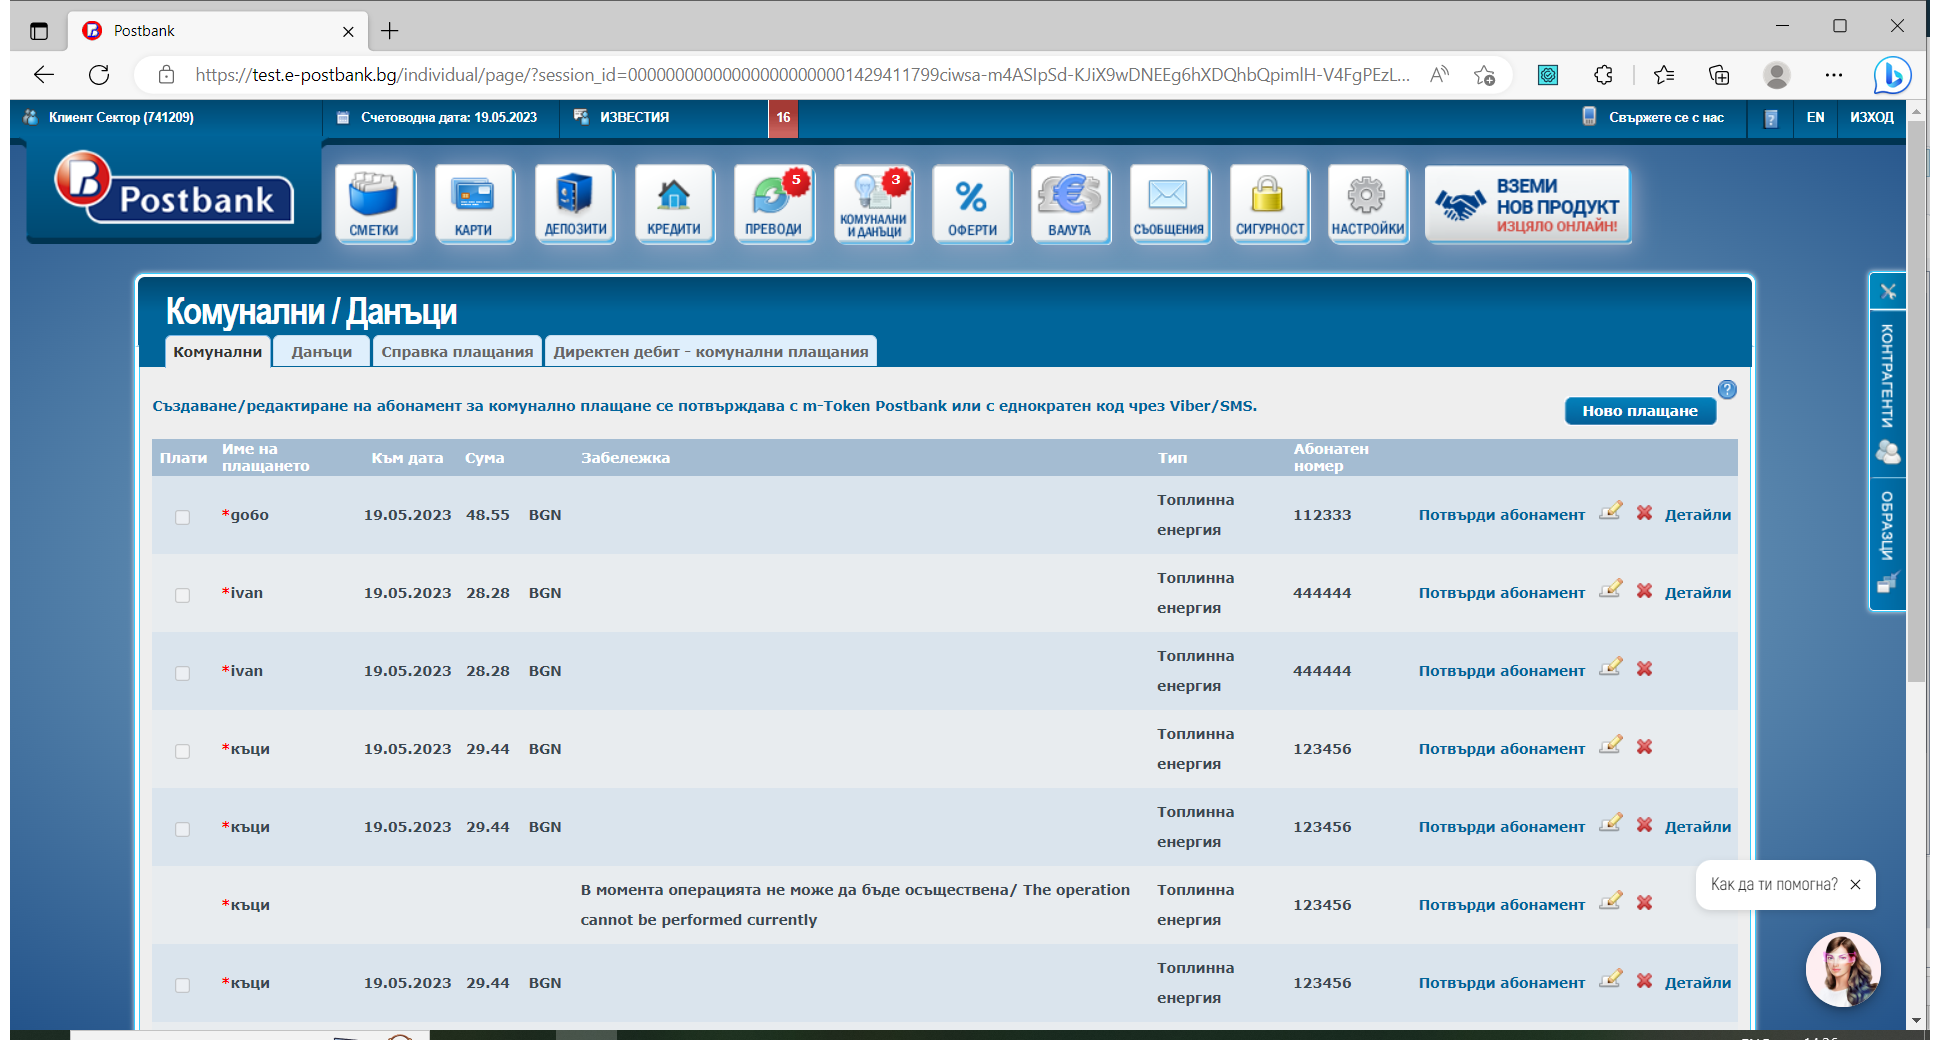 Postbank
https://test.e-postbank.bg/individual/page/?session_id=
Клиент Сектор (741209)
Счетоводна дата: 19.05.2023
ИЗВЕСТИЯ
16
Свържете се с нас
EN
ИЗХОД
Postbank
СМЕТКИ
КАРТИ
ДЕПОЗИТИ
КРЕДИТИ
5
ПРЕВОДИ
3
КОМУНАЛНИ
И ДАНЪЦИ
ОФЕРТИ
ВАЛУТА
СЪОБЩЕНИЯ
СИГУРНОСТ
НАСТРОЙКИ
ВЗЕМИ
НОВ ПРОДУКТ
ИЗЦЯЛО ОНЛАЙН!
Комунални / Данъци
Комунални
Данъци
Справка плащания
Директен дебит - комунални плащания
Създаване/редактиране на абонамент за комунално плащане се потвърждава с m-Token Postbank или с еднократен код чрез Viber/SMS.
Ново плащане
Плати
Име на
плащането
Към дата
Сума
Забележка
Тип
Абонатен
номер
*добо 19.05.2023 48.55 BGN
Топлинна
енергия
112333 Потвърди абонамент Детайли
*ivan 19.05.2023 28.28 BGN
Топлинна
енергия
444444 Потвърди абонамент Детайли
*ivan 19.05.2023 28.28 BGN
Топлинна
енергия
444444 Потвърди абонамент
*къци 19.05.2023 29.44 BGN
Топлинна
енергия
123456 Потвърди абонамент
*къци 19.05.2023 29.44 BGN
Топлинна
енергия
123456 Потвърди абонамент Детайли
*къци
В момента операцията не може да бъде осъществена/ The operation
cannot be performed currently
Топлинна
енергия
123456 Потвърди абонамент
*къци 19.05.2023 29.44 BGN
Топлинна
енергия
123456 Потвърди абонамент Детайли
КОНТРАГЕНТИ
ОБРАЗЦИ
Как да ти помогна?